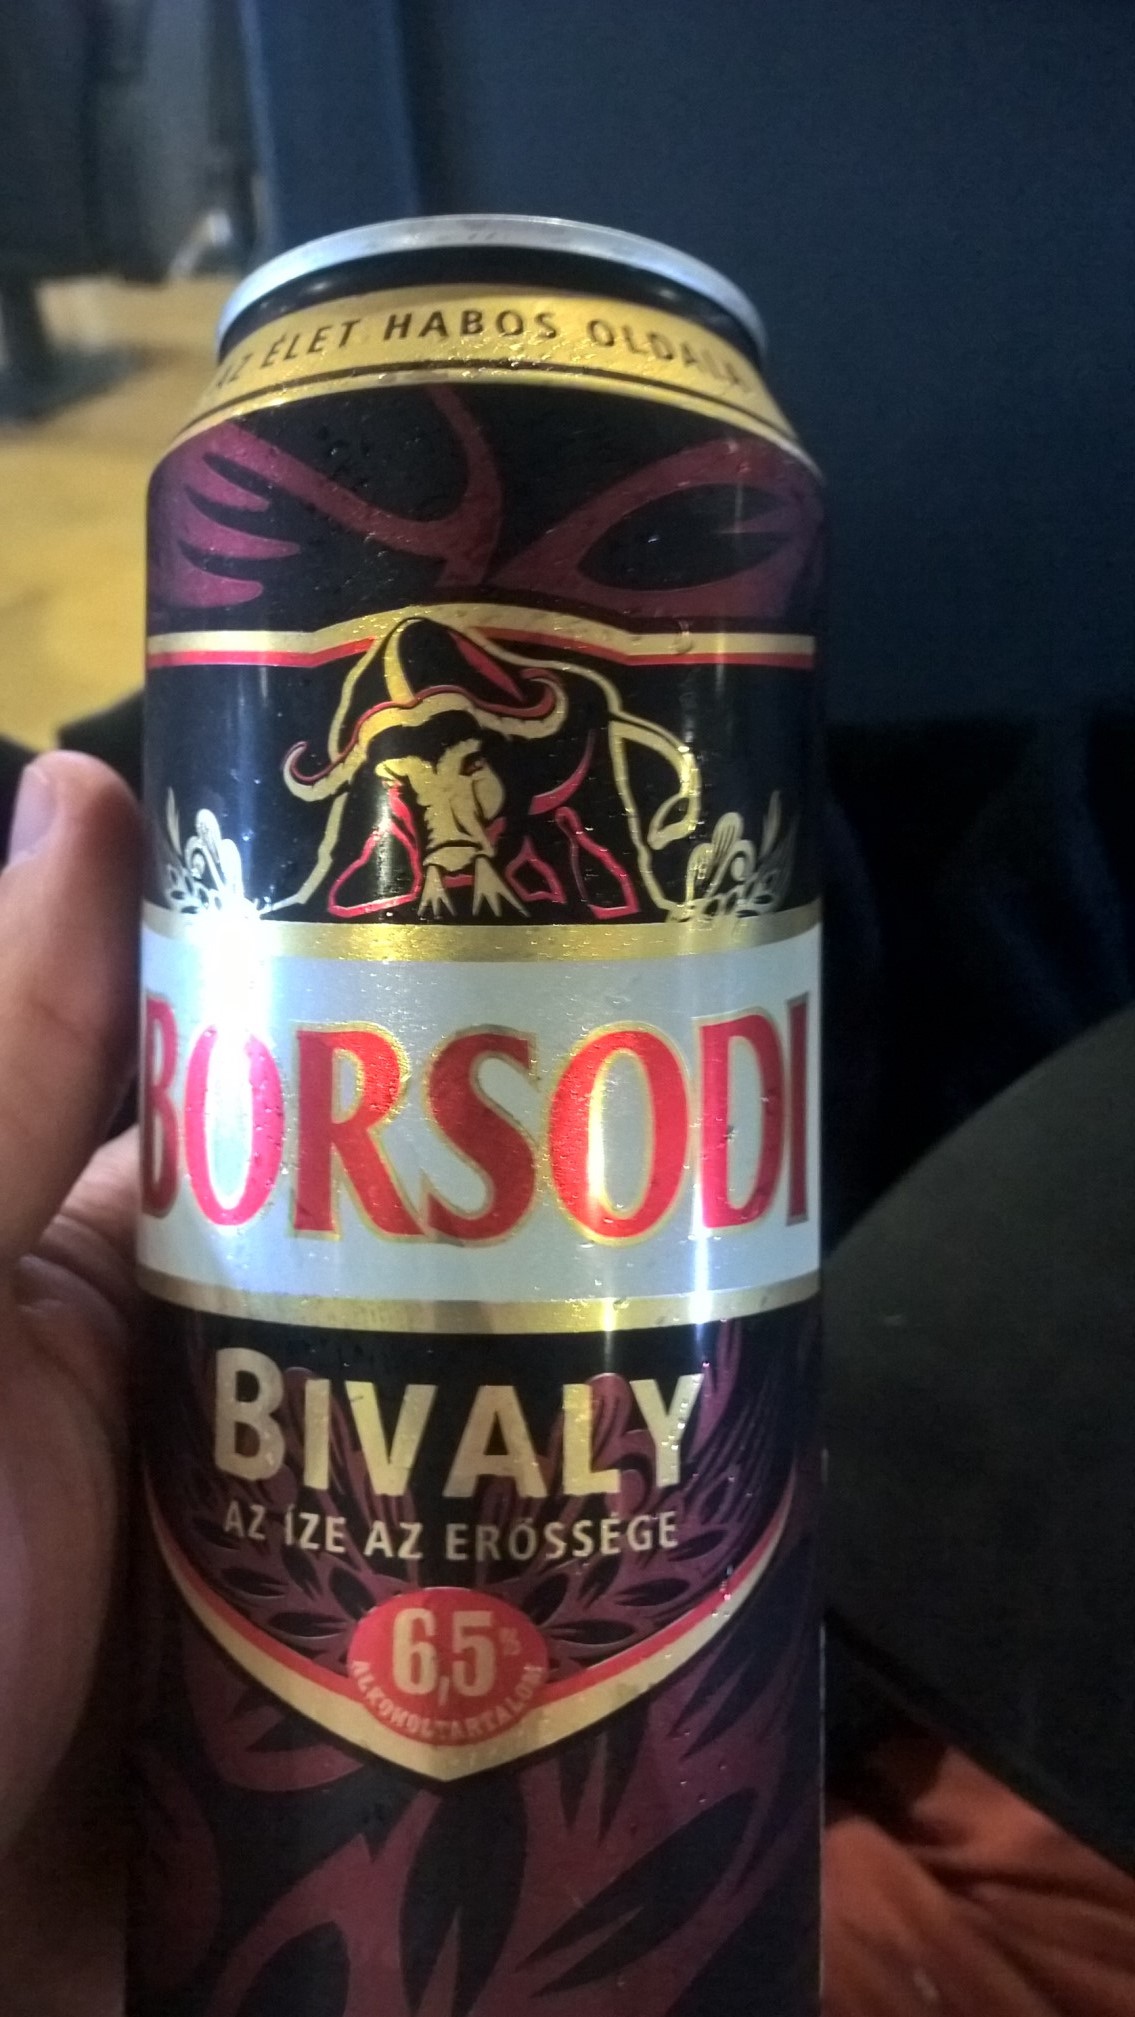 AZ ÉLET HABOS OLDALA
BORSODI
BIVALY
AZ ÍZE AZ ERŐSSÉGE
6,5%
ALKOHOLTARTALOM